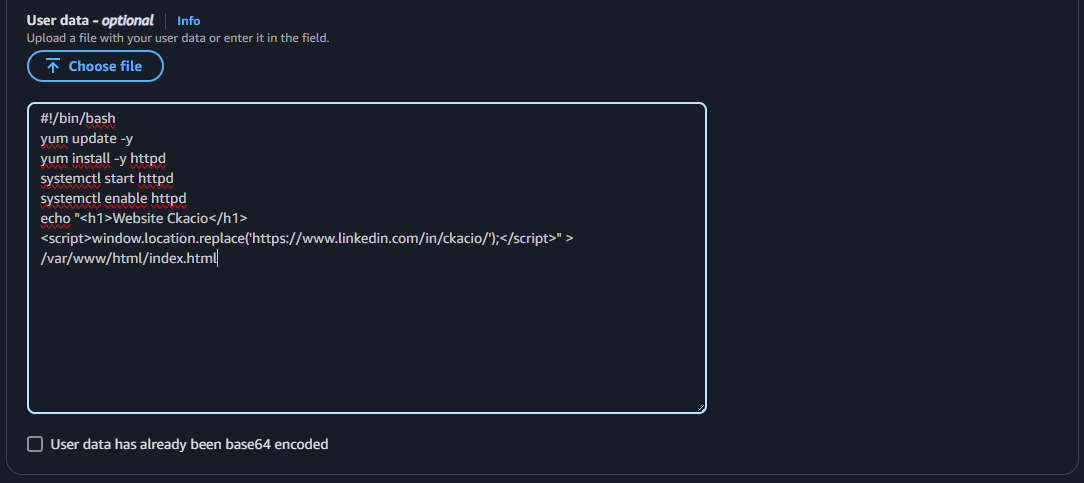 User data - optional Info
Upload a file with your user data or enter it in the field.
Choose file
#!/bin/bash
yum update -y
yum install -y httpd
systemctl start httpd
systemctl enable httpd
echo "<h1>Website Ckacio</h1>
<script>window.location.replace('https://www.linkedin.com/in/ckacio/');</script>" >
/var/www/html/index.html
User data has already been base64 encoded